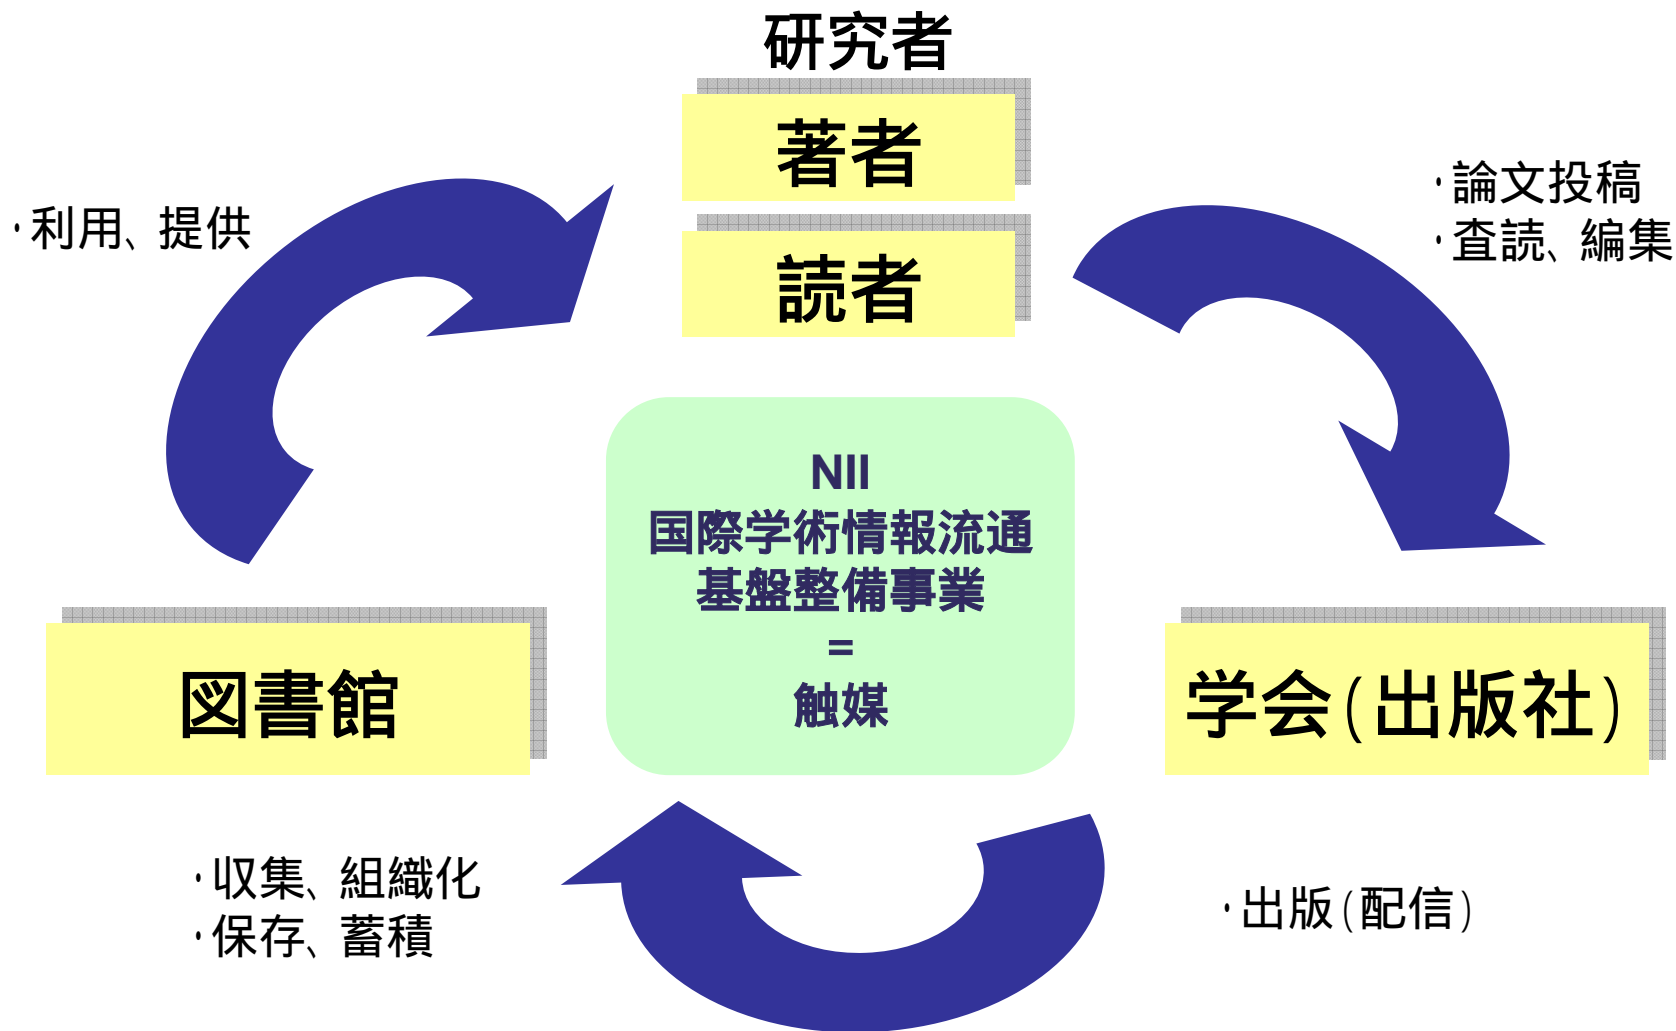 研究者
著者
読者
・利用、提供
・論文投稿
・査読、編集
NII
国際学術情報流通
基盤整備事業
=
触媒
図書館
学会(出版社)
・収集、組織化
・保存、蓄積
・出版(配信)